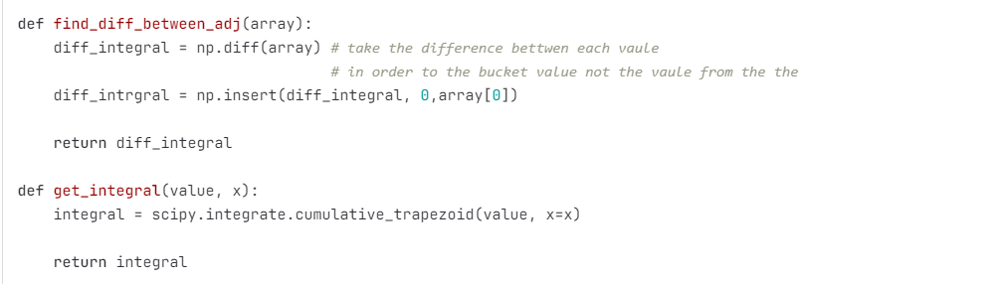 def find_diff_between_adj(array):
    diff_integral = np.diff(array) # take the difference bettwen each vaule
                                   # in order to the bucket value not the vaule from the the
    diff_intrgral = np.insert(diff_integral, 0,array[0])
    return diff_integral
def get_integral(value, x):
    integral = scipy.integrate.cumulative_trapezoid(value, x=x)
    return integral